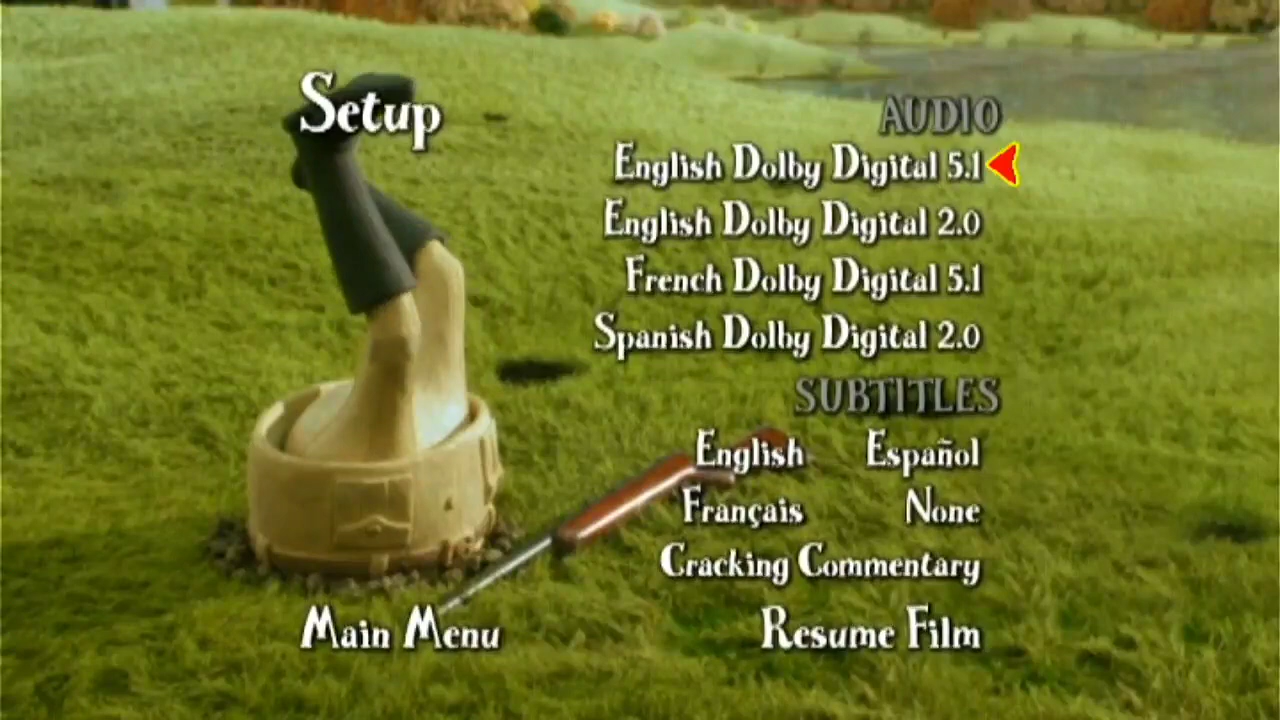 Setup
AUDIO
English Dolby Digital 5.1
English Dolby Digital 2.0
French Dolby Digital 5.1
Spanish Dolby Digital 2.0
SUBTITLES
English Español
Français None
Cracking Commentary
Main Menu Resume Film